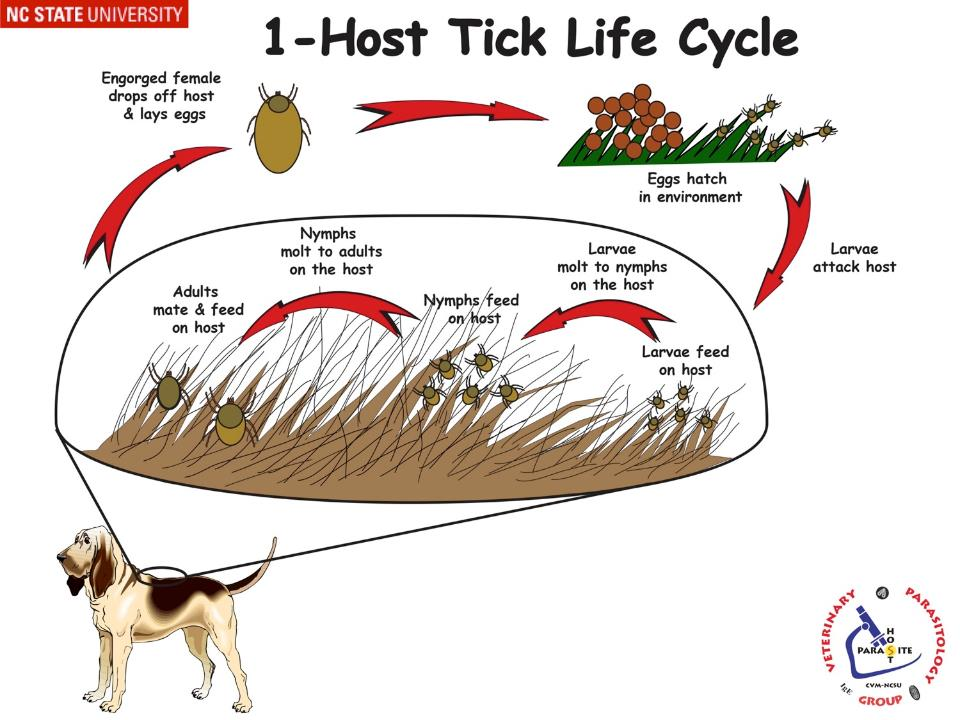 NC STATE UNIVERSITY
1-Host Tick Life Cycle
Engorged female
drops off host
& lays eggs
Eggs hatch
in environment
Larvae
attack host
Nymphs
molt to adults
on the host
Larvae
molt to nymphs
on the host
Adults
mate & feed
on host
Nymphs feed
on host
Larvae feed
on host
VETERINARY
PARASITOLOGY
GROUP
HOST
PARASITE
CVM-NCSU
IgE